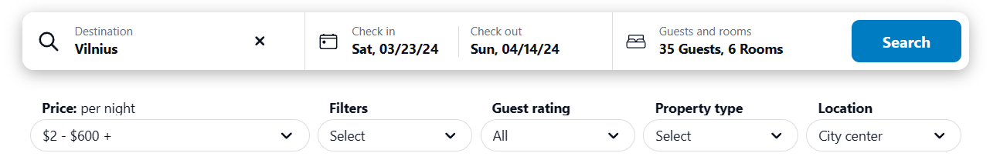 Destination
Vilnius
Check in
Sat, 03/23/24
Check out
Sun, 04/14/24
Guests and rooms
35 Guests, 6 Rooms
Search
Price: per night
$2 - $600 +
Filters
Select
Guest rating
All
Property type
Select
Location
City center